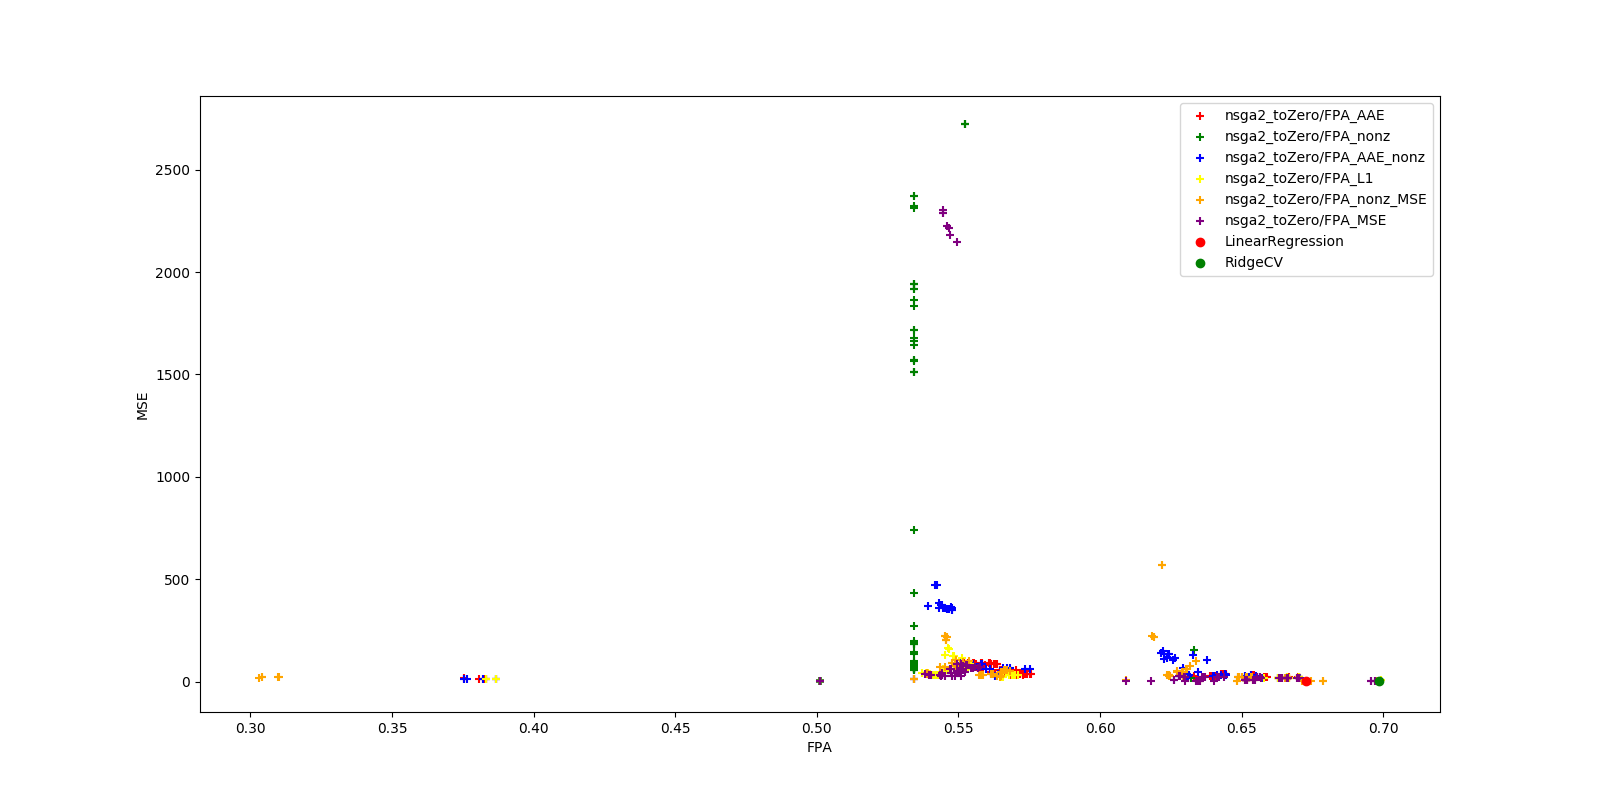 nsga2_toZero/FPA_AAE
nsga2_toZero/FPA_nonz
nsga2_toZero/FPA_AAE_nonz
nsga2_toZero/FPA_L1
nsga2_toZero/FPA_nonz_MSE
nsga2_toZero/FPA_MSE
LinearRegression
RidgeCV
2500
2000
1500
1000
500
0
MSE
0.30 0.35 0.40 0.45 0.50 0.55 0.60 0.65 0.70
FPA